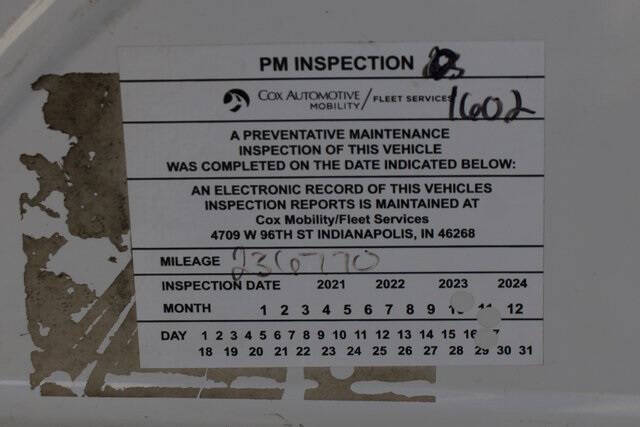 PM INSPECTION
COX AUTOMOTIVE MOBILITY / FLEET SERVICES 1602
A PREVENTATIVE MAINTENANCE
INSPECTION OF THIS VEHICLE
WAS COMPLETED ON THE DATE INDICATED BELOW:
AN ELECTRONIC RECORD OF THIS VEHICLES
INSPECTION REPORTS IS MAINTAINED AT
Cox Mobility/Fleet Services
4709 W 96TH ST INDIANAPOLIS, IN 46268
MILEAGE 236770
INSPECTION DATE 2021 2022 2023 2024
MONTH 1 2 3 4 5 6 7 8 9 10 11 12
DAY 1 2 3 4 5 6 7 8 9 10 11 12 13 14 15 16 17
18 19 20 21 22 23 24 25 26 27 28 29 30 31